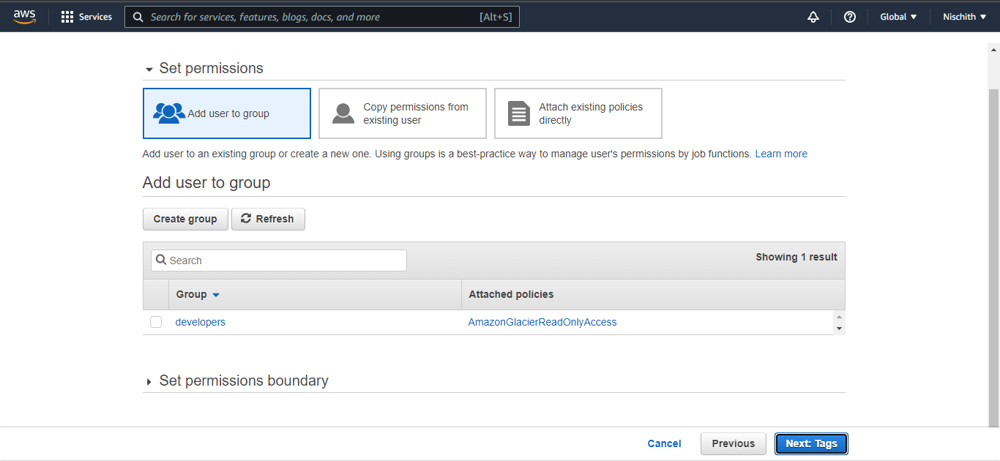 aws
Services
Search for services, features, blogs, docs, and more [Alt+S]
Global
Nischith
Set permissions
Add user to group
Copy permissions from
existing user
Attach existing policies
directly
Add user to an existing group or create a new one. Using groups is a best-practice way to manage user's permissions by job functions. Learn more
Add user to group
Create group
Refresh
Search
Showing 1 result
Group
Attached policies
developers
AmazonGlacierReadOnlyAccess
Set permissions boundary
Cancel
Previous
Next: Tags